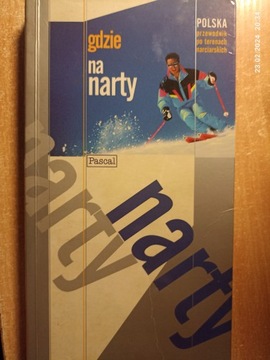 gdzie
na
narty
POLSKA
przewodnik
po terenach
narciarskich
Pascal
narty
narty